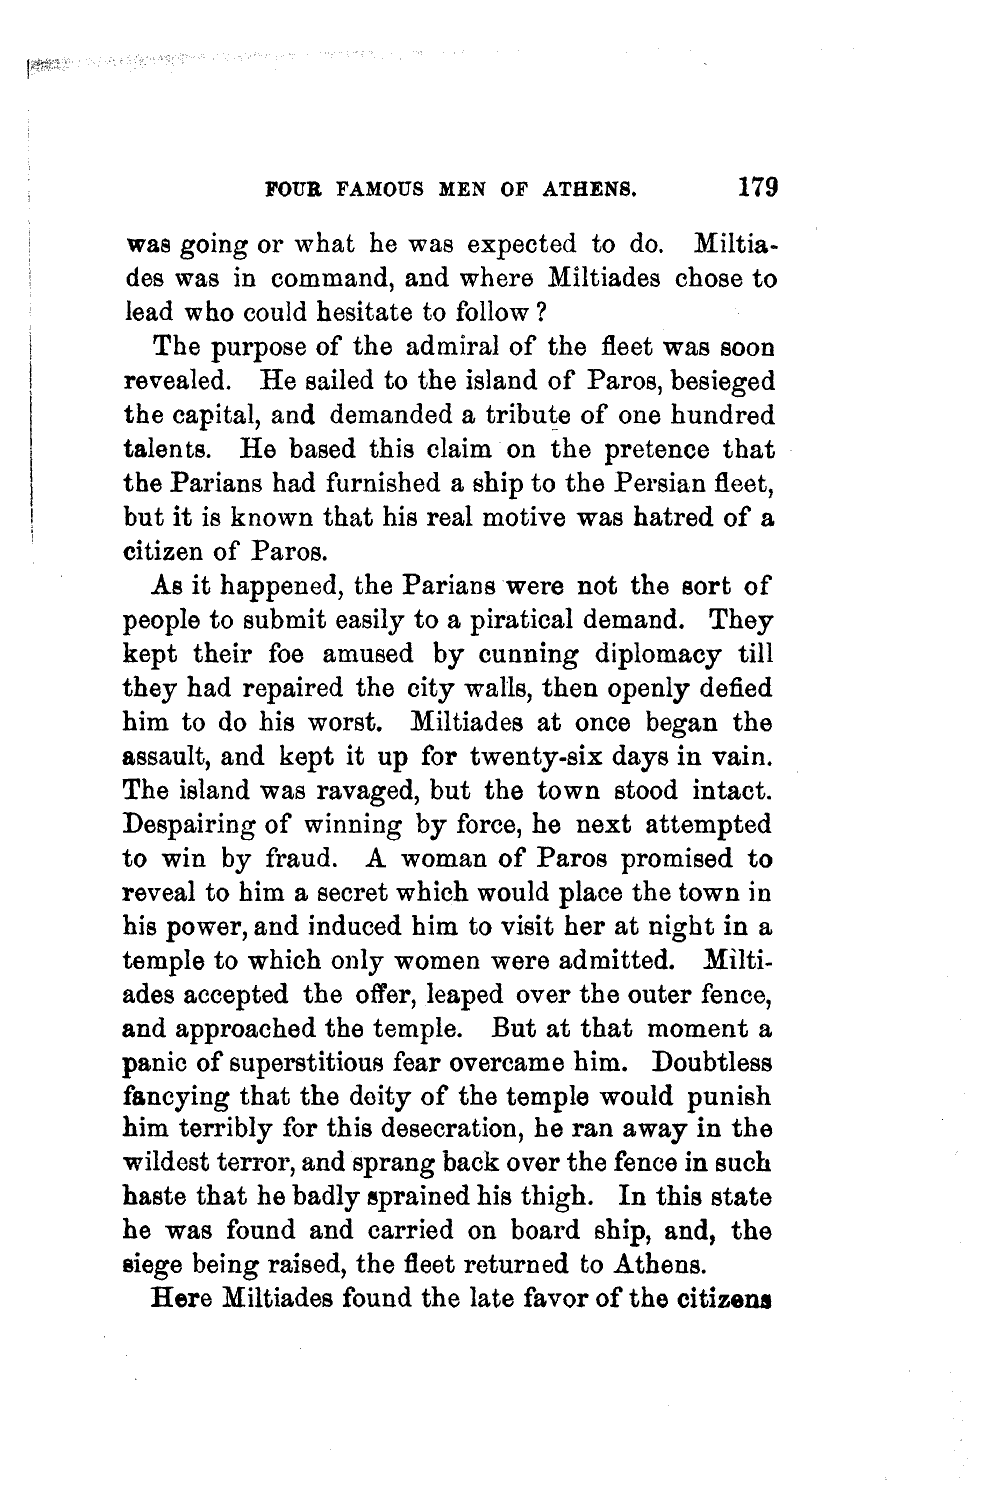 FOUR FAMOUS MEN OF ATHENS. 179
was going or what he was expected to do. Miltia-
des was in command, and where Miltiades chose to
lead who could hesitate to follow?
The purpose of the admiral of the fleet was soon
revealed. He sailed to the island of Paros, besieged
the capital, and demanded a tribute of one hundred
talents. He based this claim on the pretence that
the Parians had furnished a ship to the Persian fleet,
but it is known that his real motive was hatred of a
citizen of Paros.
As it happened, the Parians were not the sort of
people to submit easily to a piratical demand. They
kept their foe amused by cunning diplomacy till
they had repaired the city walls, then openly defied
him to do his worst. Miltiades at once began the
assault, and kept it up for twenty-six days in vain.
The island was ravaged, but the town stood intact.
Despairing of winning by force, he next attempted
to win by fraud. A woman of Paros promised to
reveal to him a secret which would place the town in
his power, and induced him to visit her at night in a
temple to which only women were admitted. Milti-
ades accepted the offer, leaped over the outer fence,
and approached the temple. But at that moment a
panic of superstitious fear overcame him. Doubtless
fancying that the deity of the temple would punish
him terribly for this desecration, he ran away in the
wildest terror, and sprang back over the fence in such
haste that he badly sprained his thigh. In this state
he was found and carried on board ship, and, the
siege being raised, the fleet returned to Athens.
Here Miltiades found the late favor of the citizens